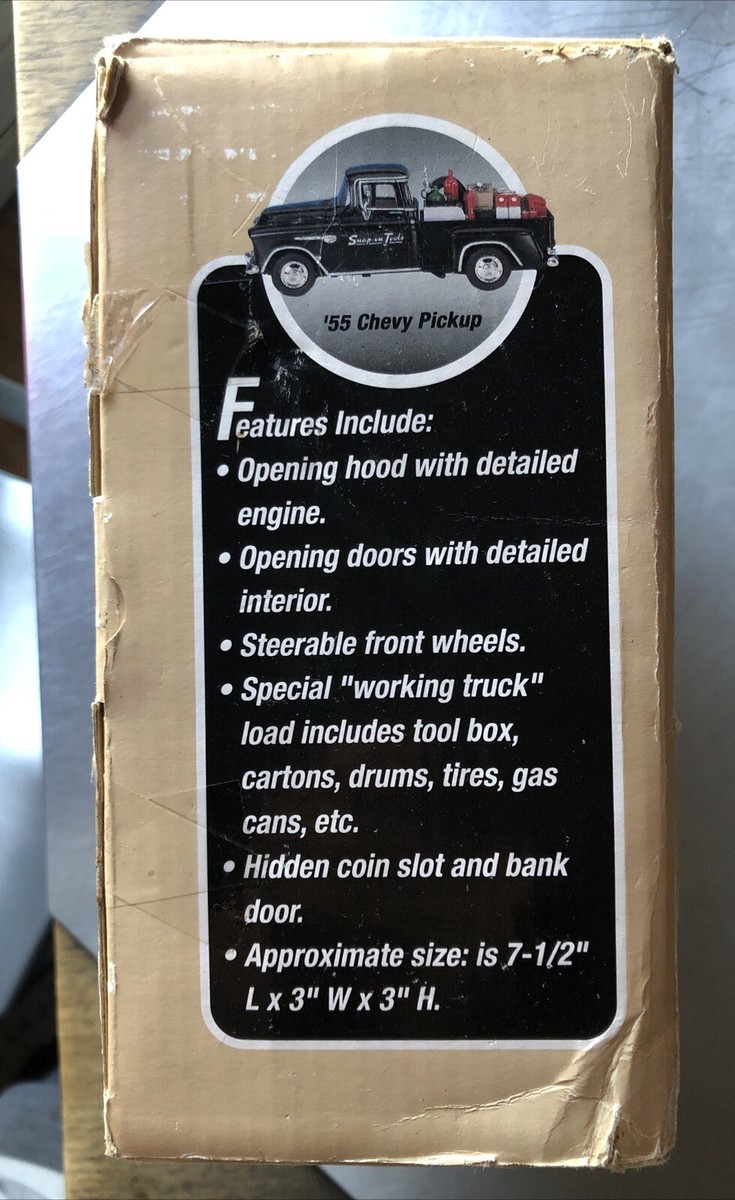 Snap-on Tools
'55 Chevy Pickup
Features Include:
• Opening hood with detailed
engine.
• Opening doors with detailed
interior.
• Steerable front wheels.
• Special "working truck"
load includes tool box,
cartons, drums, tires, gas
cans, etc.
• Hidden coin slot and bank
door.
• Approximate size: is 7-1/2"
L x 3" W x 3" H.